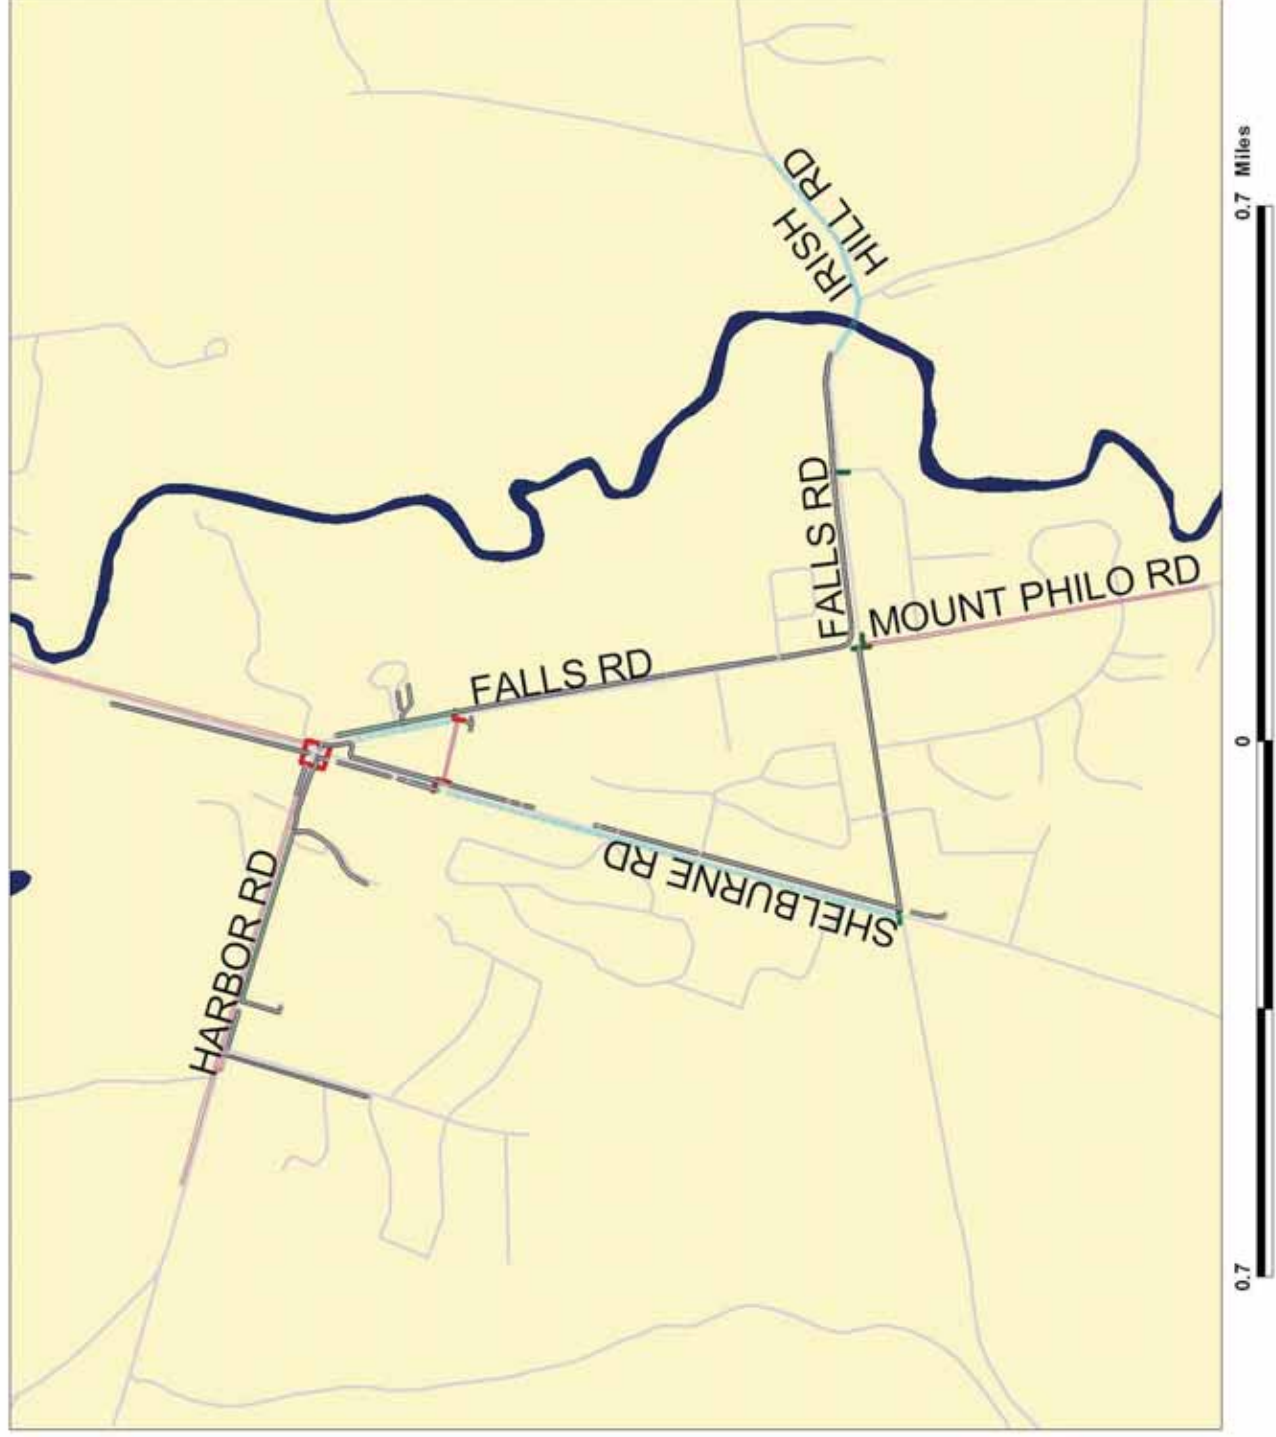 IRISH
HILL RD
FALLS RD
MOUNT PHILO RD
FALLS RD
SHELBURNE RD
HARBOR RD
0.7 0 0.7 Miles